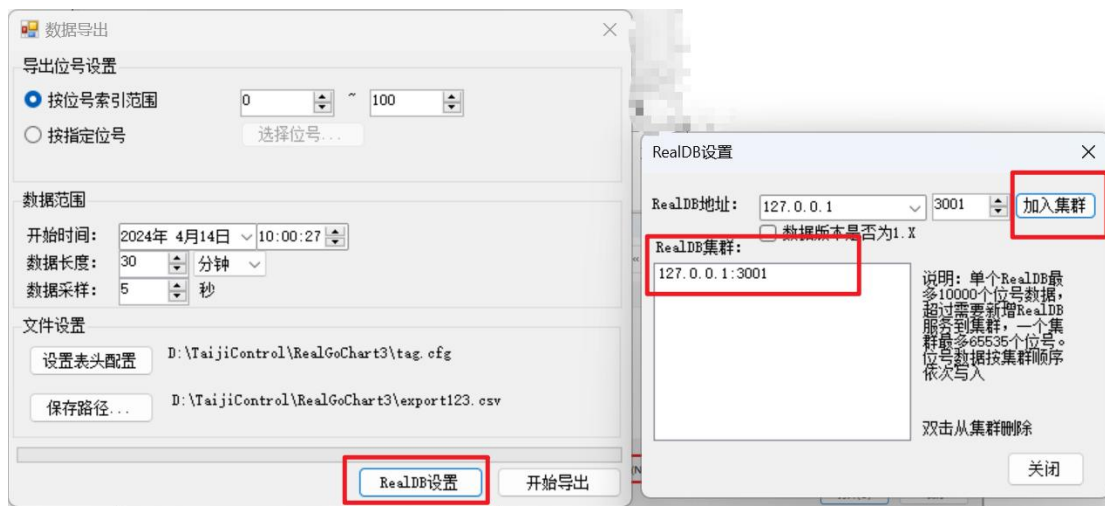 数据导出
导出位号设置
按位号索引范围 0 ~ 100
按指定位号 选择位号...
数据范围
开始时间: 2024年 4月14日 10:00:27
数据长度: 30 分钟
数据采样: 5 秒
文件设置
设置表头配置 D:\TaijiControl\RealGoChart3\tag.cfg
保存路径... D:\TaijiControl\RealGoChart3\export123.csv
RealDB设置 开始导出
RealDB设置
RealDB地址: 127.0.0.1 3001 加入集群
数据版本是否为1.X
RealDB集群:
127.0.0.1:3001
说明: 单个RealDB最
多10000个位号数据,
超过需要新增RealDB
服务到集群, 一个集
群最多65535个位号。
位号数据按集群顺序
依次写入
双击从集群删除
关闭